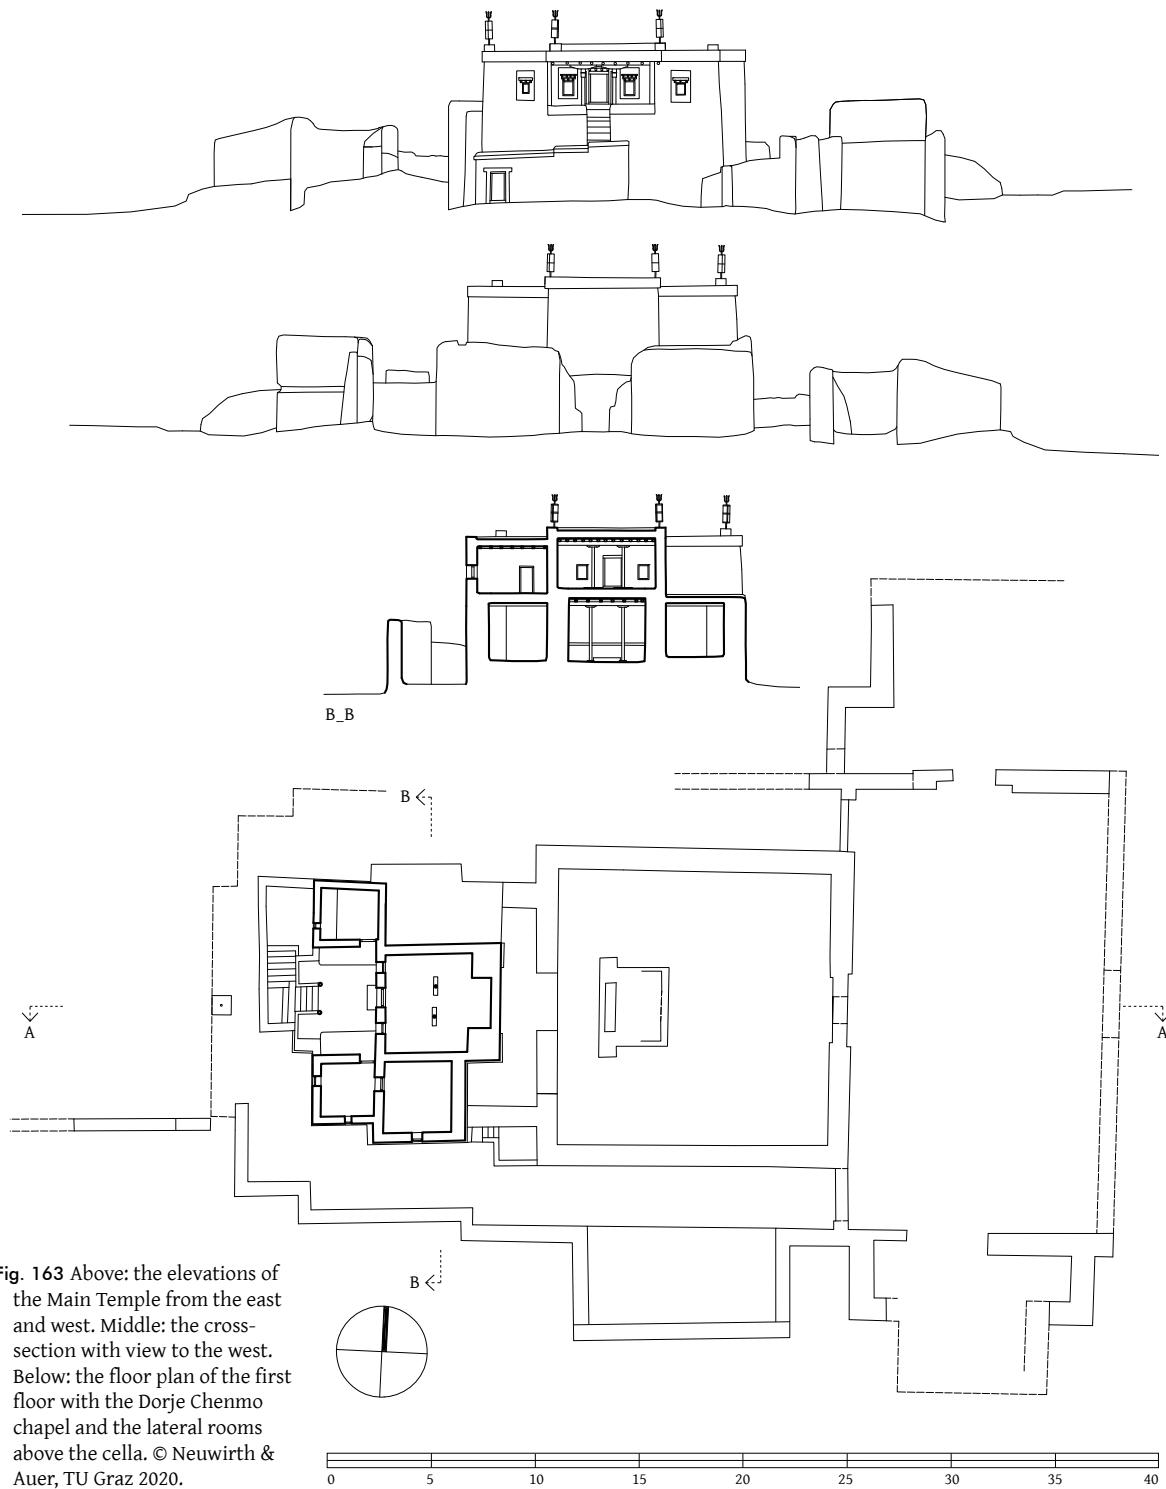 B_B
B
A
A
B
Fig. 163 Above: the elevations of
the Main Temple from the east
and west. Middle: the cross-
section with view to the west.
Below: the floor plan of the first
floor with the Dorje Chenmo
chapel and the lateral rooms
above the cella. © Neuwirth &
Auer, TU Graz 2020.
0 5 10 15 20 25 30 35 40